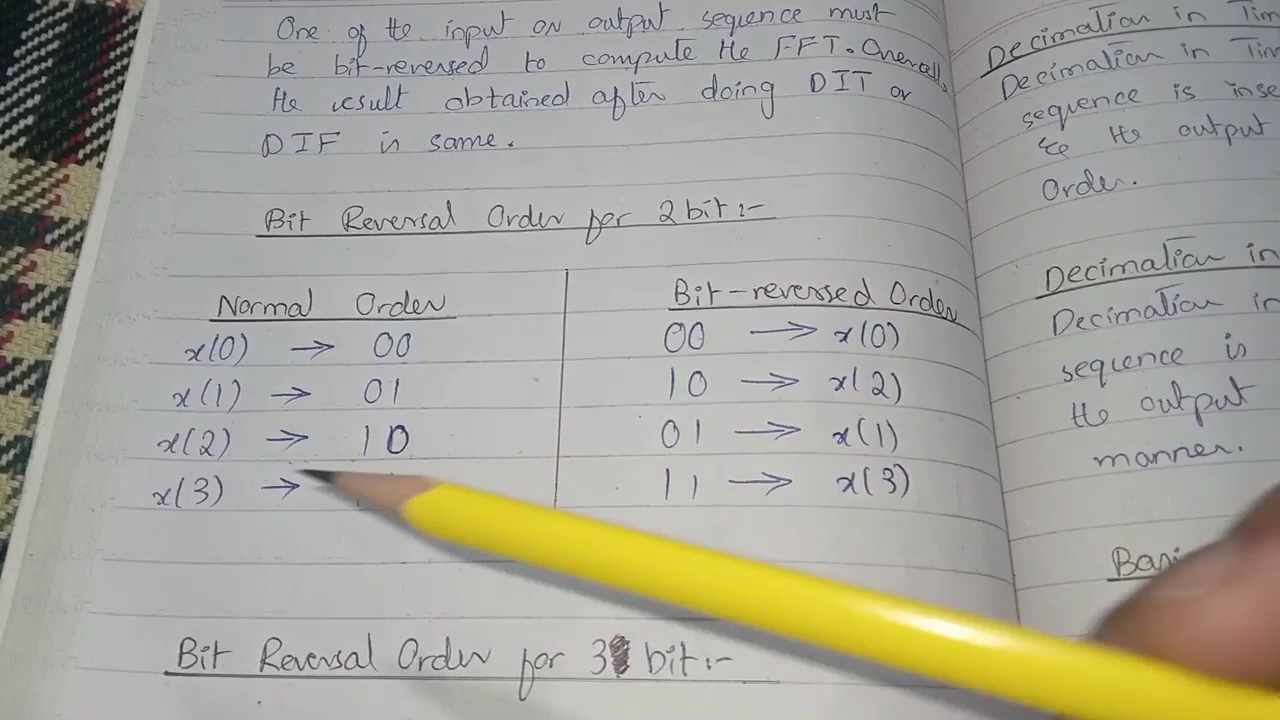 One of the input or output sequence must
be bit-reversed to compute the FFT. Overall,
the result obtained after doing DIT or
DIF is same.
Bit Reversal Order for 2 bit :-
Normal Order
x(0) → 00
x(1) → 01
x(2) → 10
x(3) →
Bit-reversed Order
00 → x(0)
10 → x(2)
01 → x(1)
11 → x(3)
Bit Reversal Order for 3 bit :-
Decimation in Tim
Decimation in Tim
sequence is inse
to the output
Order.
Decimation in
Decimation in
sequence is
the output
manner.